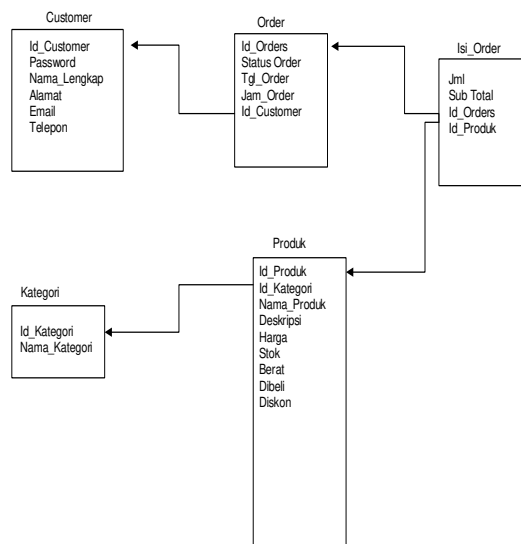 Customer
Id_Customer
Password
Nama_Lengkap
Alamat
Email
Telepon
Order
Id_Orders
Status Order
Tgl_Order
Jam_Order
Id_Customer
Isi_Order
Jml
Sub Total
Id_Orders
Id_Produk
Kategori
Id_Kategori
Nama_Kategori
Produk
Id_Produk
Id_Kategori
Nama_Produk
Deskripsi
Harga
Stok
Berat
Dibeli
Diskon